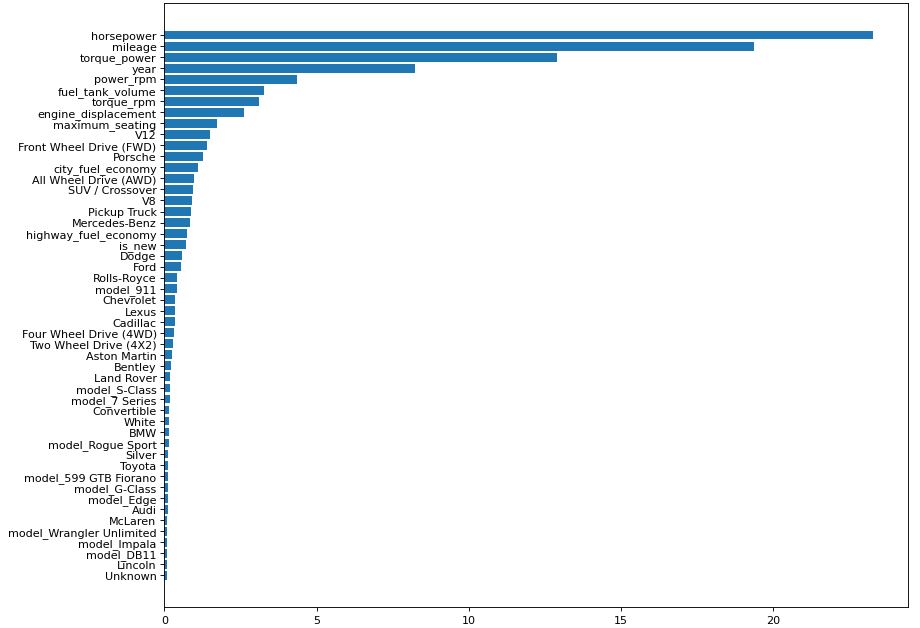 horsepower
mileage
torque_power
year
power_rpm
fuel_tank_volume
torque_rpm
engine_displacement
maximum_seating
V12
Front Wheel Drive (FWD)
Porsche
city_fuel_economy
All Wheel Drive (AWD)
SUV / Crossover
V8
Pickup Truck
Mercedes-Benz
highway_fuel_economy
is_new
Dodge
Ford
Rolls-Royce
model_911
Chevrolet
Lexus
Cadillac
Four Wheel Drive (4WD)
Two Wheel Drive (4X2)
Aston Martin
Bentley
Land Rover
model_S-Class
model_7 Series
Convertible
White
BMW
model_Rogue Sport
Silver
Toyota
model_599 GTB Fiorano
model_G-Class
model_Edge
Audi
McLaren
model_Wrangler Unlimited
model_Impala
model_DB11
Lincoln
Unknown
0 5 10 15 20